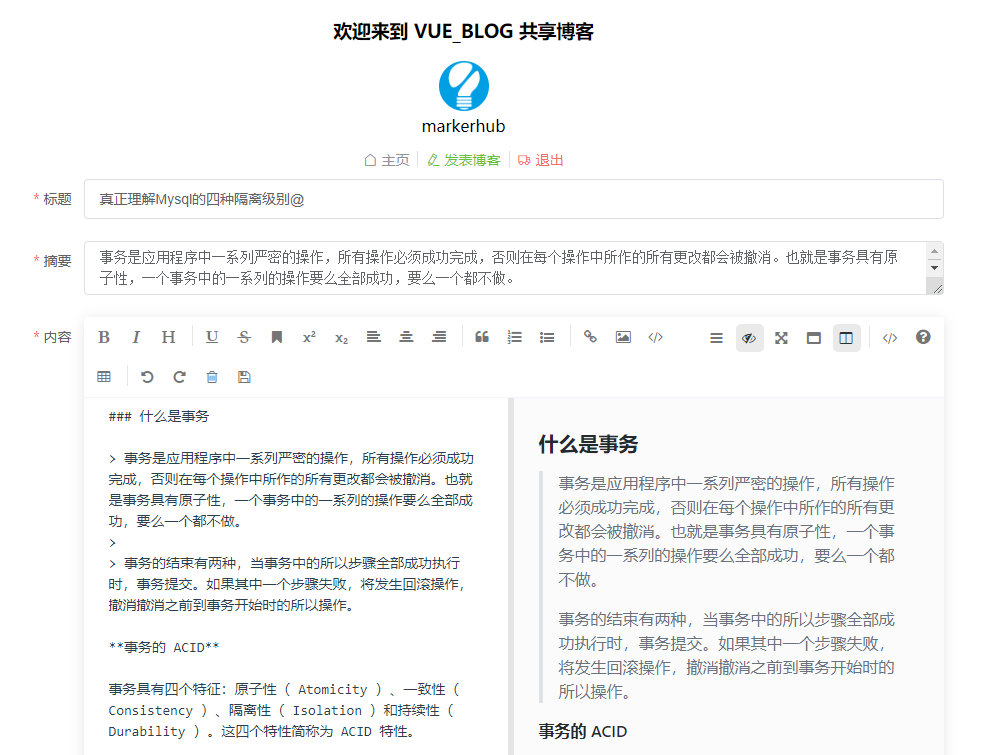 欢迎来到 VUE_BLOG 共享博客
markerhub
主页 发表博客 退出
* 标题 真正理解Mysql的四种隔离级别@
* 摘要 事务是应用程序中一系列严密的操作，所有操作必须成功完成，否则在每个操作中所作的所有更改都会被撤消。也就是事务具有原
子性，一个事务中的一系列的操作要么全部成功，要么一个都不做。
* 内容
### 什么是事务
> 事务是应用程序中一系列严密的操作，所有操作必须成功
完成，否则在每个操作中所作的所有更改都会被撤消。也就
是事务具有原子性，一个事务中的一系列的操作要么全部成
功，要么一个都不做。
>
> 事务的结束有两种，当事务中的所以步骤全部成功执行
时，事务提交。如果其中一个步骤失败，将发生回滚操作，
撤消撤消之前到事务开始时的所以操作。
**事务的 ACID**
事务具有四个特征：原子性（ Atomicity ）、一致性（
Consistency ）、隔离性（ Isolation ）和持续性（
Durability ）。这四个特性简称为 ACID 特性。
什么是事务
事务是应用程序中一系列严密的操作，所有操作
必须成功完成，否则在每个操作中所作的所有更
改都会被撤消。也就是事务具有原子性，一个事
务中的一系列的操作要么全部成功，要么一个都
不做。
事务的结束有两种，当事务中的所以步骤全部成
功执行时，事务提交。如果其中一个步骤失败，
将发生回滚操作，撤消撤消之前到事务开始时的
所以操作。
事务的 ACID